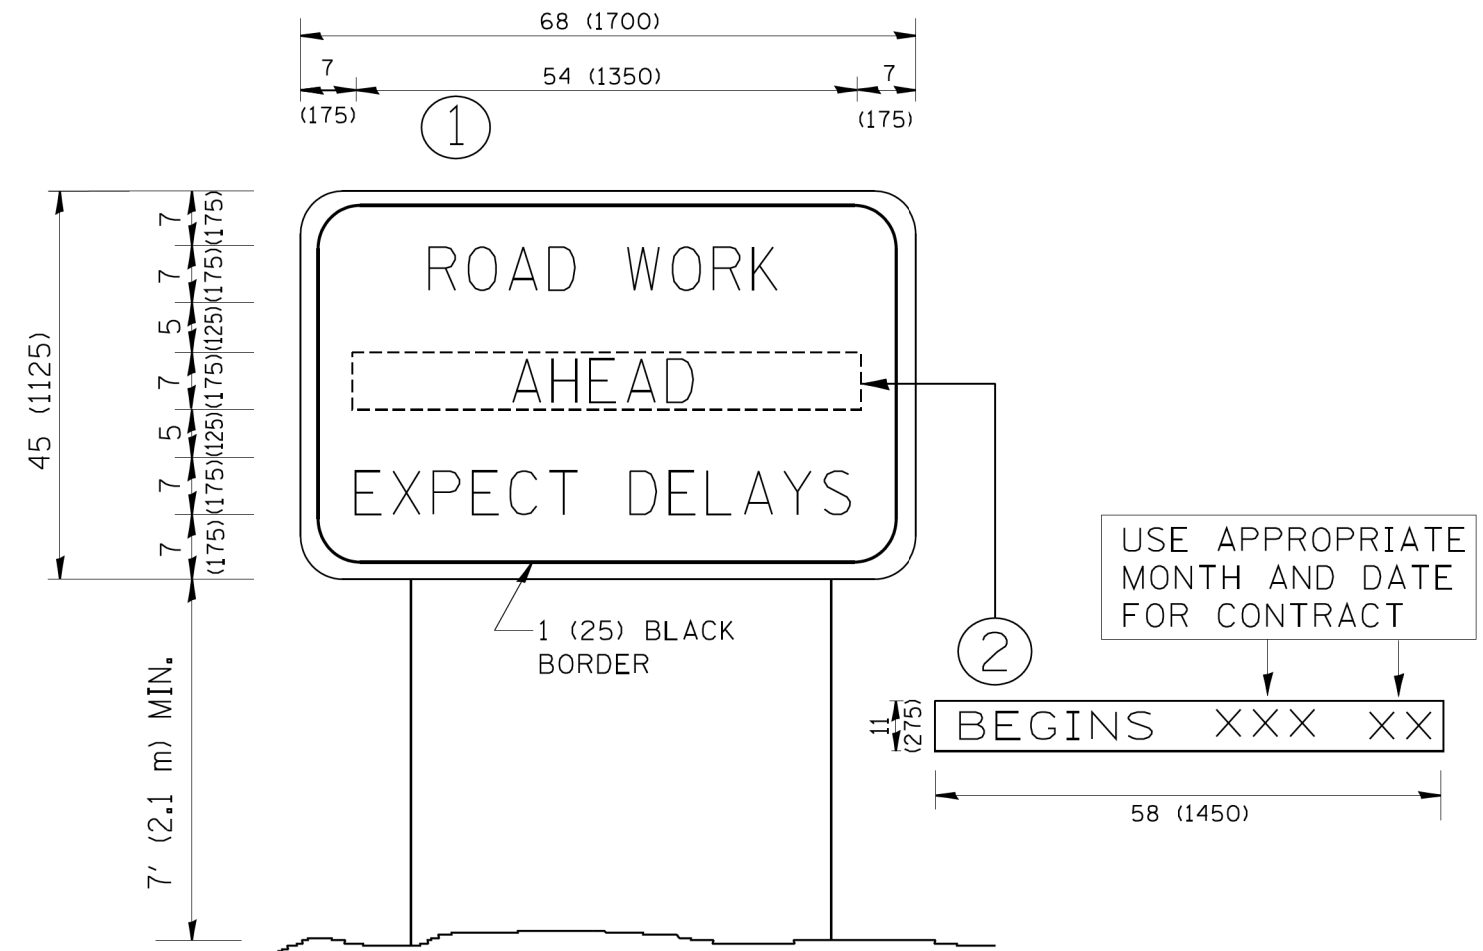 68 (1700)
7
54 (1350)
7
(175)
(175)
1
45 (1125)
7 (175)
7 (175)
5 (125)
7 (175)
5 (125)
7 (175)
7 (175)
ROAD WORK
AHEAD
EXPECT DELAYS
1 (25) BLACK
BORDER
7' (2.1 m) MIN.
USE APPROPRIATE
MONTH AND DATE
FOR CONTRACT
2
11
(275)
BEGINS XXX XX
58 (1450)